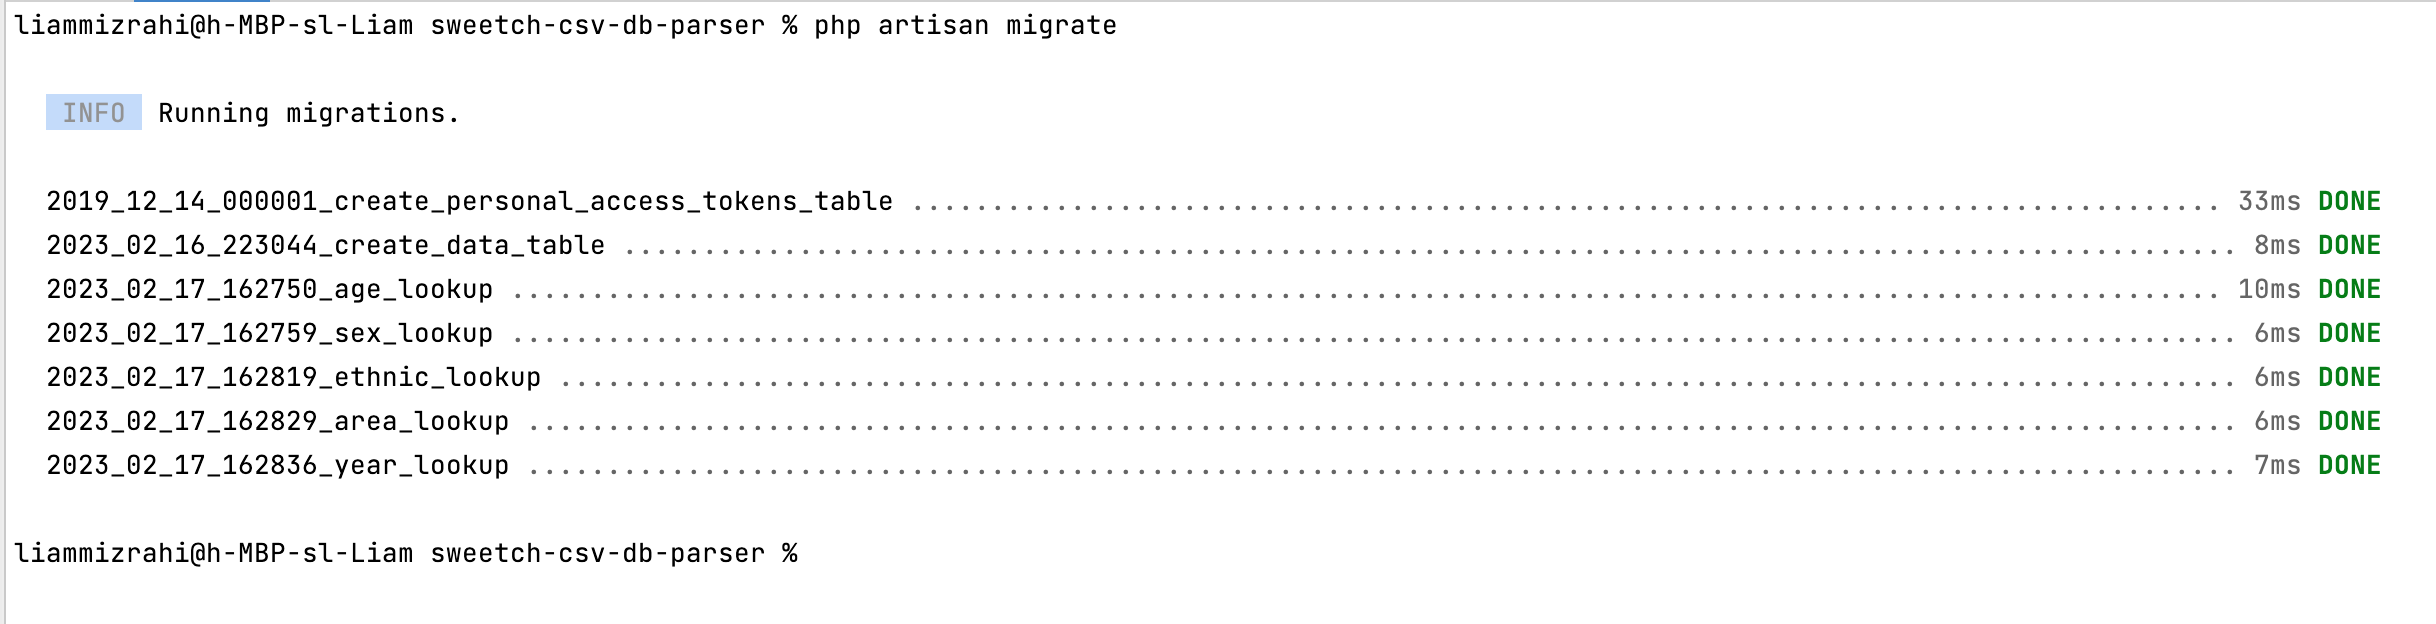 liammizrahi@h-MBP-sl-Liam sweetch-csv-db-parser % php artisan migrate
INFO Running migrations.
2019_12_14_000001_create_personal_access_tokens_table .................................................................................. 33ms DONE
2023_02_16_223044_create_data_table ..................................................................................................... 8ms DONE
2023_02_17_162750_age_lookup ........................................................................................................... 10ms DONE
2023_02_17_162759_sex_lookup ............................................................................................................ 6ms DONE
2023_02_17_162819_ethnic_lookup ......................................................................................................... 6ms DONE
2023_02_17_162829_area_lookup ........................................................................................................... 6ms DONE
2023_02_17_162836_year_lookup ........................................................................................................... 7ms DONE
liammizrahi@h-MBP-sl-Liam sweetch-csv-db-parser %